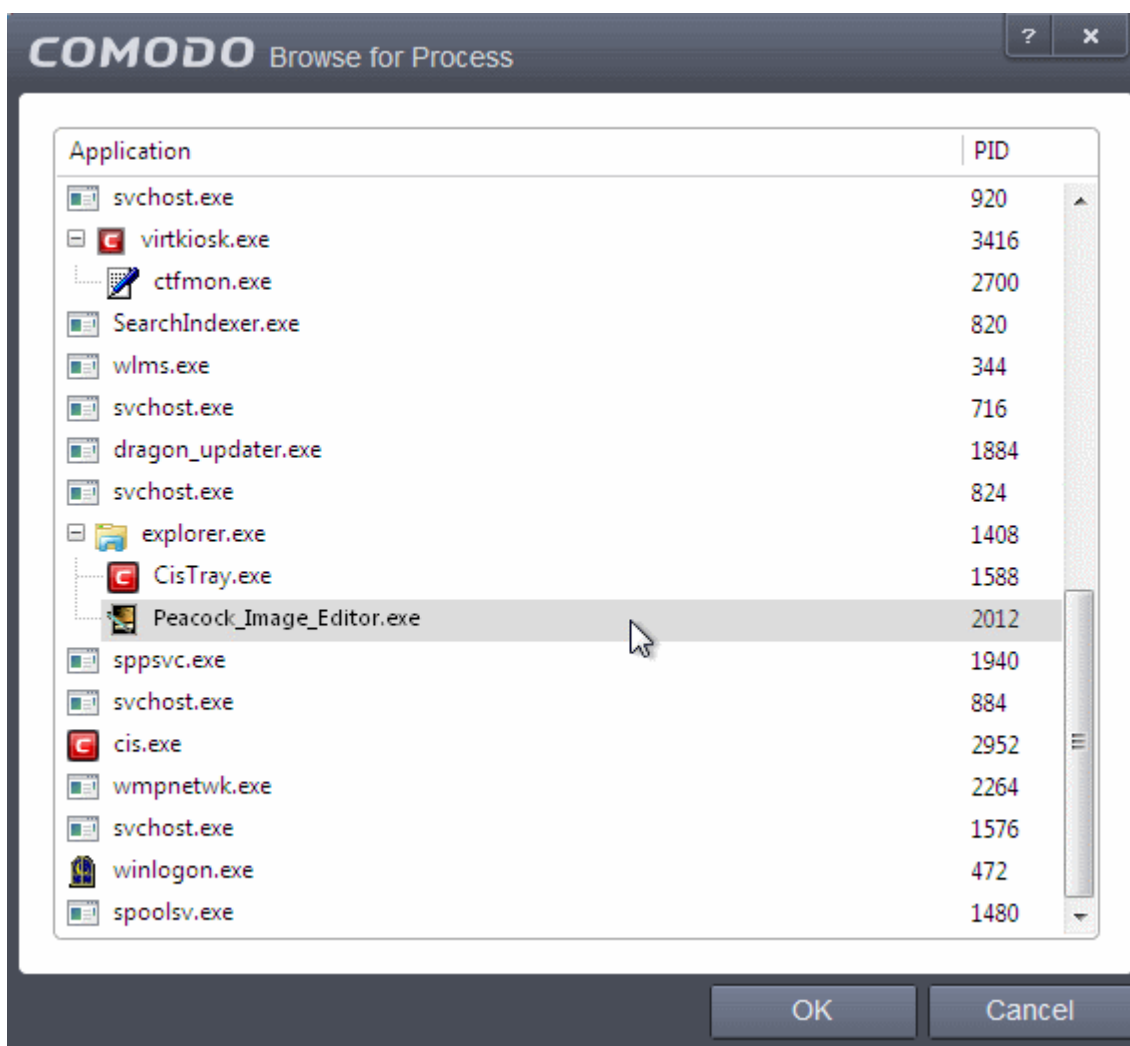 COMODO Browse for Process ? x
Application PID
svchost.exe 920
virtkiosk.exe 3416
ctfmon.exe 2700
SearchIndexer.exe 820
wlms.exe 344
svchost.exe 716
dragon_updater.exe 1884
svchost.exe 824
explorer.exe 1408
CisTray.exe 1588
Peacock_Image_Editor.exe 2012
sppsvc.exe 1940
svchost.exe 884
cis.exe 2952
wmpnetwk.exe 2264
svchost.exe 1576
winlogon.exe 472
spoolsv.exe 1480
OK Cancel